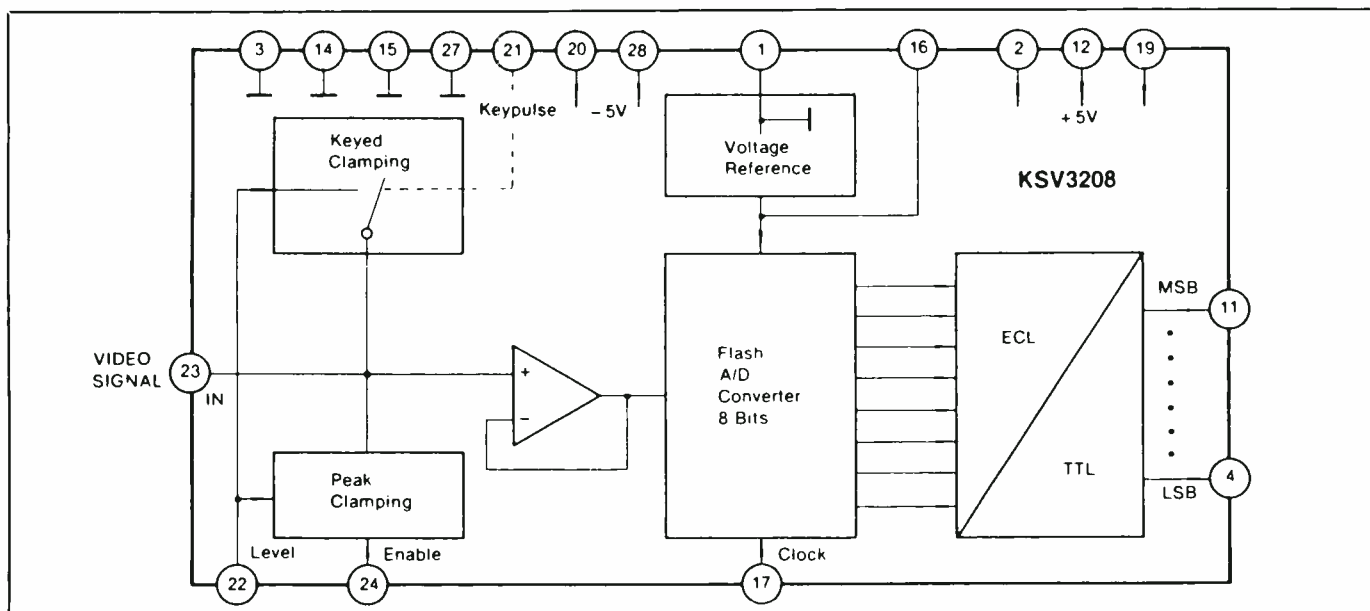 3 14 15 27 21 20 28 1 16 2 12 19
Keypulse
– 5V
+ 5V
Keyed
Clamping
Voltage
Reference
KSV3208
VIDEO
SIGNAL
23
IN
+
–
Flash
A/D
Converter
8 Bits
ECL
TTL
MSB
11
LSB
4
Peak
Clamping
Level
Enable
Clock
22
24
17